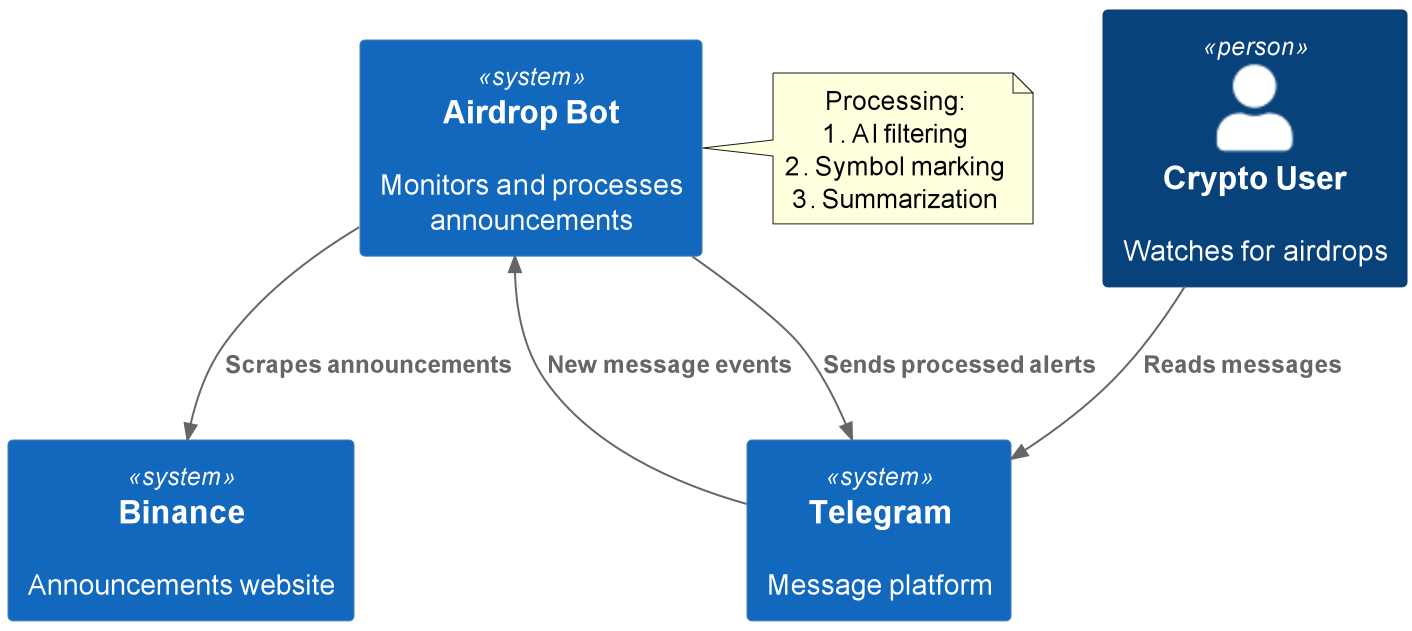 «system»
Airdrop Bot
Monitors and processes
announcements
Processing:
1. AI filtering
2. Symbol marking
3. Summarization
«person»
Crypto User
Watches for airdrops
Scrapes announcements
New message events
Sends processed alerts
Reads messages
«system»
Binance
Announcements website
«system»
Telegram
Message platform